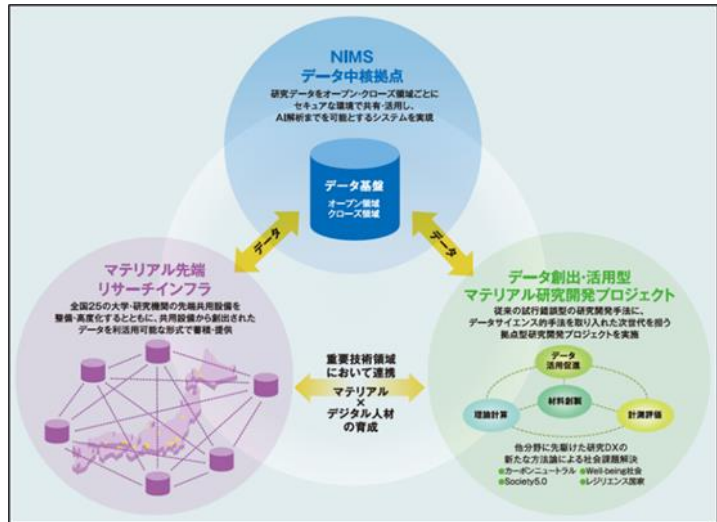 NIMS
データ中核拠点
研究データをオープン・クローズ領域ごとに
セキュアな環境で共有・活用し、
AI解析までを可能とするシステムを実現
データ基盤
オープン領域
クローズ領域
データ
データ
マテリアル先端
リサーチインフラ
全国25の大学・研究機関の先端共用設備を
整備・高度化するとともに、共用設備から創出された
データを利活用可能な形式で蓄積・提供
重要技術領域
において連携
マテリアル
×
デジタル人材
の育成
データ創出・活用型
マテリアル研究開発プロジェクト
従来の試行錯誤型の研究開発手法に、
データサイエンス的手法を取り入れた次世代を担う
拠点型研究開発プロジェクトを実施
データ
活用促進
理論計算
材料創製
計測評価
他分野に先駆けた研究DXの
新たな方法論による社会課題解決
●カーボンニュートラル ●Well-being社会
●Society5.0 ●レジリエンス国家